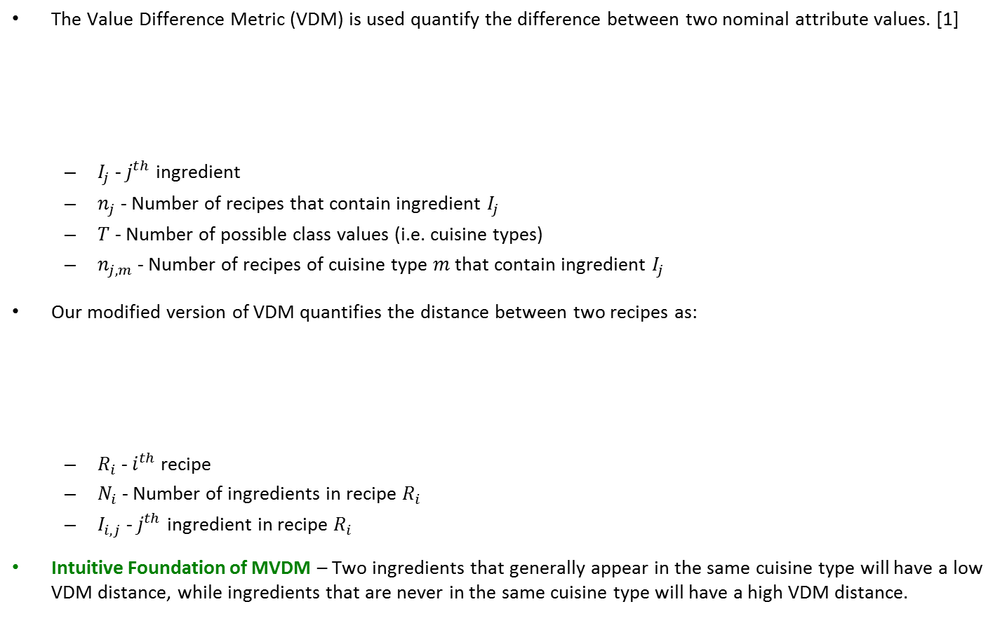 • The Value Difference Metric (VDM) is used quantify the difference between two nominal attribute values. [1]
– $I_j$ - $j^{th}$ ingredient
– $n_j$ - Number of recipes that contain ingredient $I_j$
– $T$ - Number of possible class values (i.e. cuisine types)
– $n_{j,m}$ - Number of recipes of cuisine type $m$ that contain ingredient $I_j$
• Our modified version of VDM quantifies the distance between two recipes as:
– $R_i$ - $i^{th}$ recipe
– $N_i$ - Number of ingredients in recipe $R_i$
– $I_{i,j}$ - $j^{th}$ ingredient in recipe $R_i$
• Intuitive Foundation of MVDM – Two ingredients that generally appear in the same cuisine type will have a low
VDM distance, while ingredients that are never in the same cuisine type will have a high VDM distance.